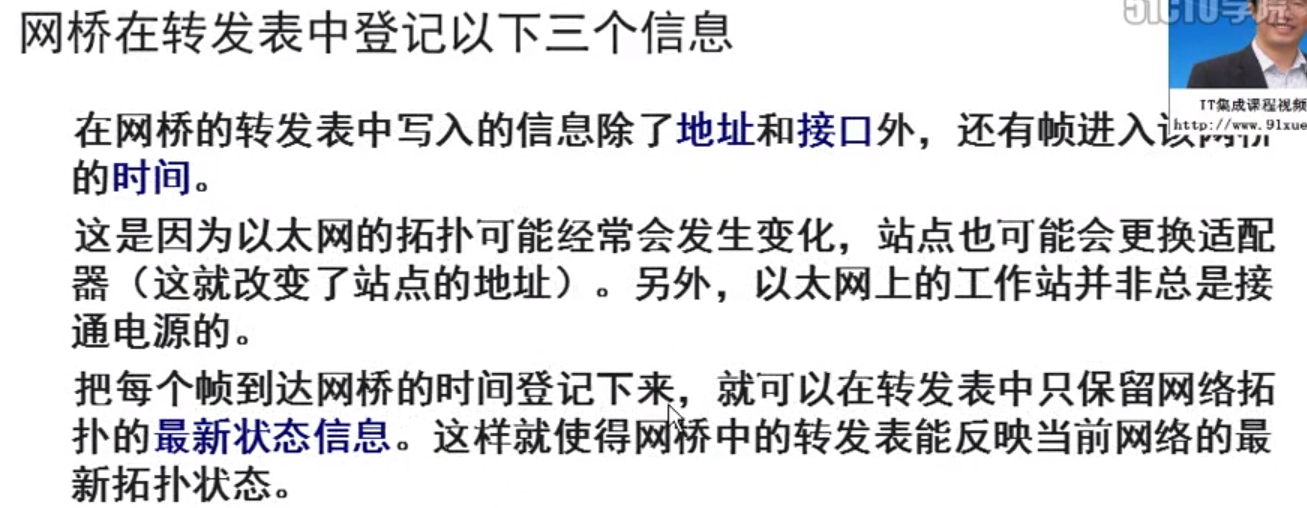 网桥在转发表中登记以下三个信息
51CTO学院
IT集成课程视频
http://www.91xue
在网桥的转发表中写入的信息除了地址和接口外，还有帧进入该网桥
的时间。
这是因为以太网的拓扑可能经常会发生变化，站点也可能会更换适配
器（这就改变了站点的地址）。另外，以太网上的工作站并非总是接
通电源的。
把每个帧到达网桥的时间登记下来，就可以在转发表中只保留网络拓
扑的最新状态信息。这样就使得网桥中的转发表能反映当前网络的最
新拓扑状态。